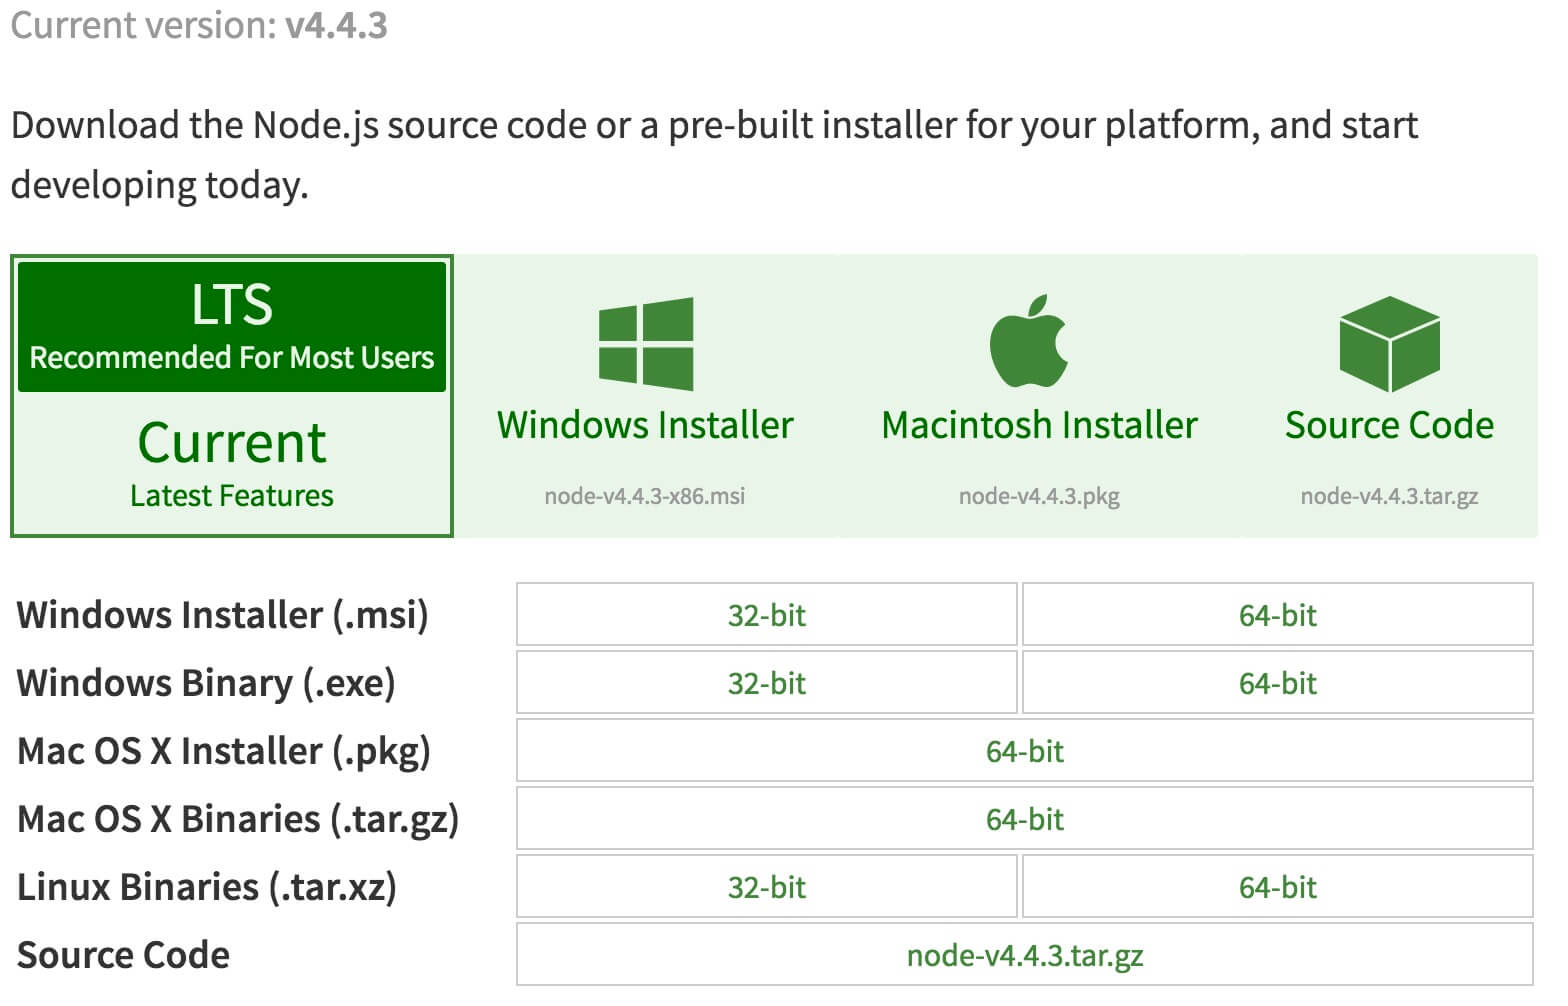 Current version: v4.4.3
Download the Node.js source code or a pre-built installer for your platform, and start
developing today.
LTS
Recommended For Most Users
Current
Latest Features
Windows Installer
node-v4.4.3-x86.msi
Macintosh Installer
node-v4.4.3.pkg
Source Code
node-v4.4.3.tar.gz
Windows Installer (.msi) 32-bit 64-bit
Windows Binary (.exe) 32-bit 64-bit
Mac OS X Installer (.pkg) 64-bit
Mac OS X Binaries (.tar.gz) 64-bit
Linux Binaries (.tar.xz) 32-bit 64-bit
Source Code node-v4.4.3.tar.gz